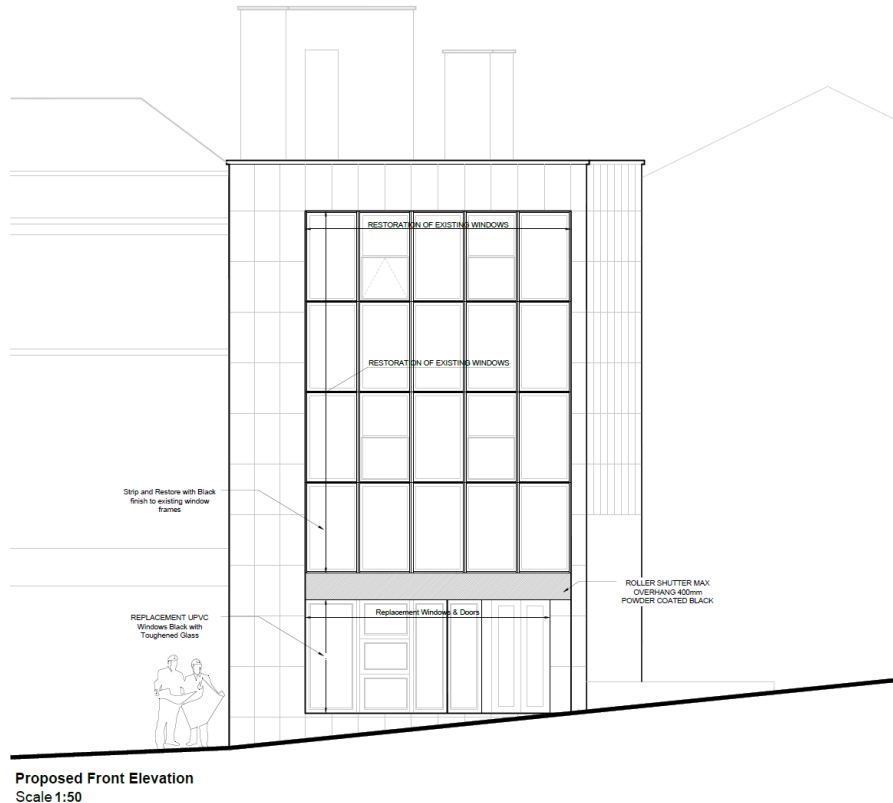 RESTORATION OF EXISTING WINDOWS
RESTORATION OF EXISTING WINDOWS
Strip and Restore with Black
finish to existing window
frames
ROLLER SHUTTER MAX
OVERHANG 400mm
POWDER COATED BLACK
REPLACEMENT UPVC
Windows Black with
Toughened Glass
Replacement Windows & Doors
Proposed Front Elevation
Scale 1:50